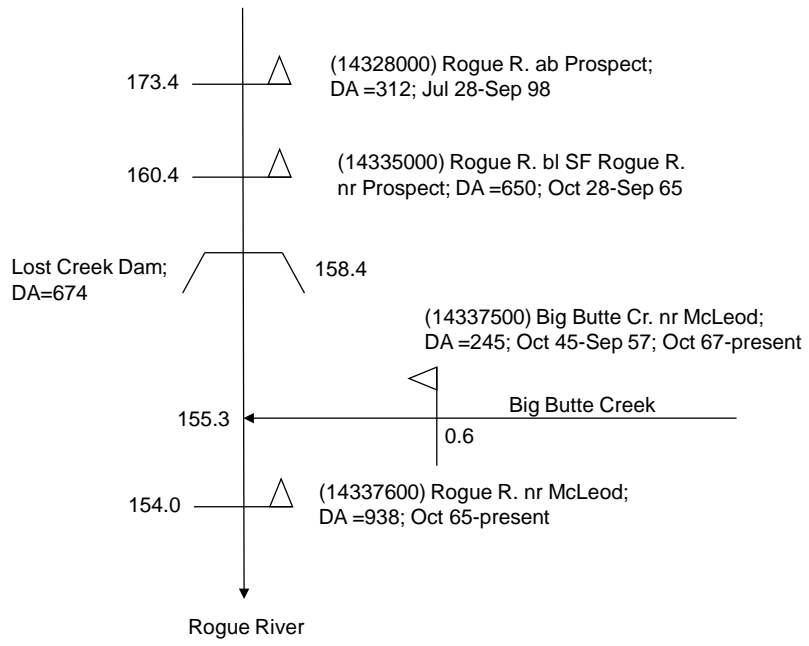 (14328000) Rogue R. ab Prospect;
173.4
DA =312; Jul 28-Sep 98
(14335000) Rogue R. bl SF Rogue R.
160.4
nr Prospect; DA =650; Oct 28-Sep 65
Lost Creek Dam;
DA=674
158.4
(14337500) Big Butte Cr. nr McLeod;
DA =245; Oct 45-Sep 57; Oct 67-present
Big Butte Creek
155.3
0.6
(14337600) Rogue R. nr McLeod;
154.0
DA =938; Oct 65-present
Rogue River